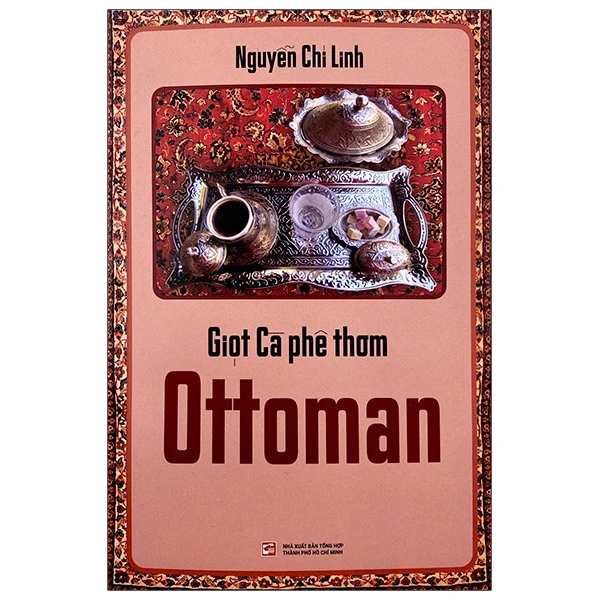 Nguyễn Chí Linh
Giọt Cà phê thơm
Ottoman
NHÀ XUẤT BẢN TỔNG HỢP
THÀNH PHỐ HỒ CHÍ MINH